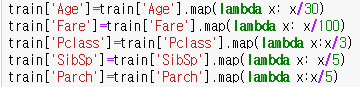 train['Age']=train['Age'].map(lambda x: x/30)
train['Fare']=train['Fare'].map(lambda x: x/100)
train['Pclass']=train['Pclass'].map(lambda x:x/3)
train['SibSp']=train['SibSp'].map(lambda x: x/5)
train['Parch']=train['Parch'].map(lambda x:x/5)